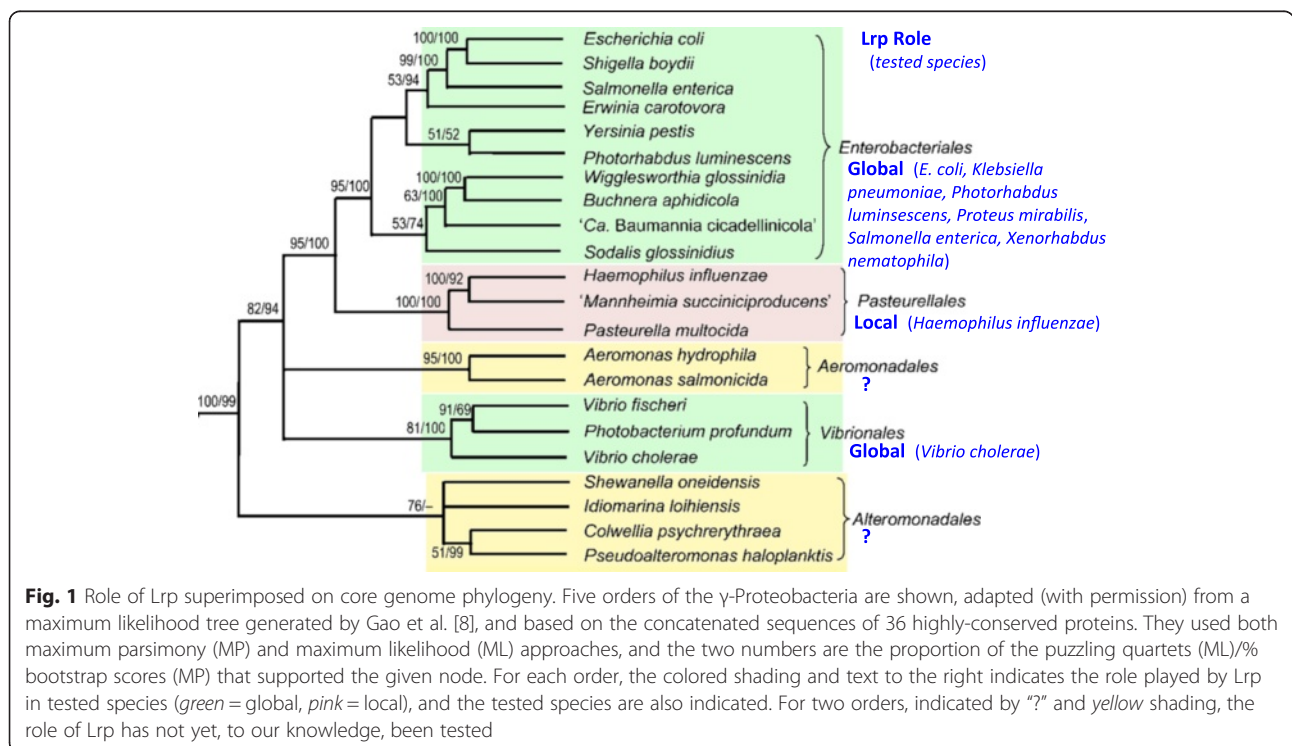 100/100
Escherichia coli
Lrp Role
99/100
Shigella boydii
(tested species)
53/94
Salmonella enterica
Erwinia carotovora
51/52
Yersinia pestis
Enterobacteriales
Photorhabdus luminescens
Global (E. coli, Klebsiella
pneumoniae, Photorhabdus
luminsescens, Proteus mirabilis,
Salmonella enterica, Xenorhabdus
nematophila)
95/100
100/100
Wigglesworthia glossinidia
63/100
Buchnera aphidicola
53/74
'Ca. Baumannia cicadellinicola'
Sodalis glossinidius
95/100
100/92
Haemophilus influenzae
100/100
'Mannheimia succiniciproducens'
Pasteurellales
Pasteurella multocida
Local (Haemophilus influenzae)
82/94
95/100
Aeromonas hydrophila
Aeromonadales
Aeromonas salmonicida
?
100/99
91/69
Vibrio fischeri
81/100
Photobacterium profundum
Vibrionales
Vibrio cholerae
Global (Vibrio cholerae)
76/–
Shewanella oneidensis
Idiomarina loihiensis
Alteromonadales
Colwellia psychrerythraea
?
51/99
Pseudoalteromonas haloplanktis
Fig. 1 Role of Lrp superimposed on core genome phylogeny. Five orders of the γ-Proteobacteria are shown, adapted (with permission) from a
maximum likelihood tree generated by Gao et al. [8], and based on the concatenated sequences of 36 highly-conserved proteins. They used both
maximum parsimony (MP) and maximum likelihood (ML) approaches, and the two numbers are the proportion of the puzzling quartets (ML)/%
bootstrap scores (MP) that supported the given node. For each order, the colored shading and text to the right indicates the role played by Lrp
in tested species (green = global, pink = local), and the tested species are also indicated. For two orders, indicated by "?" and yellow shading, the
role of Lrp has not yet, to our knowledge, been tested